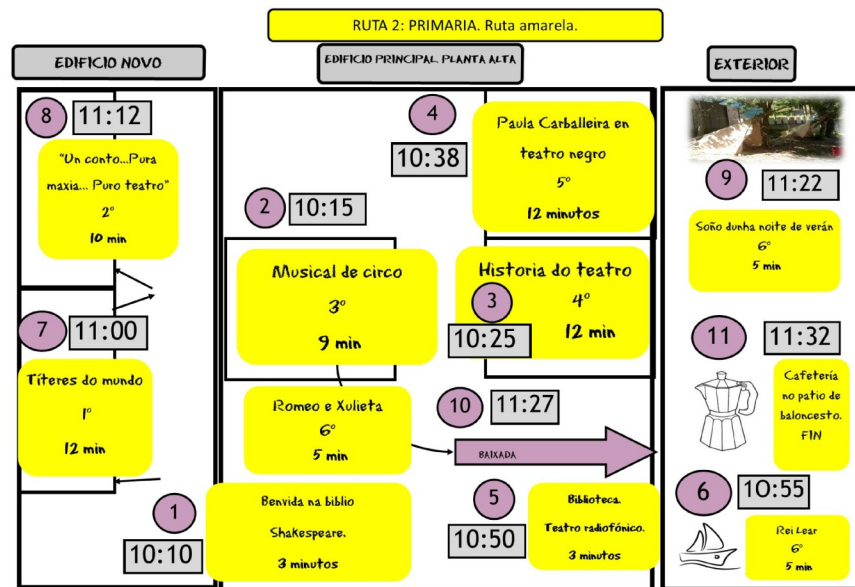 RUTA 2: PRIMARIA. Ruta amarela.
EDIFICIO NOVO
EDIFICIO PRINCIPAL. PLANTA ALTA
EXTERIOR
8
11:12
"Un conto...Pura
maxia... Puro teatro"
2º
10 min
7
11:00
Títeres do mundo
1º
12 min
4
10:38
Paula Carballeira en
teatro negro
5º
12 minutos
2
10:15
Musical de circo
3º
9 min
Historia do teatro
4º
12 min
3
10:25
Romeo e Xulieta
6º
5 min
10
11:27
BAIXADA
1
10:10
Benvida na biblio
Shakespeare.
3 minutos
5
10:50
Biblioteca.
Teatro radiofónico.
3 minutos
9
11:22
Soño dunha noite de verán
6º
5 min
11
11:32
Cafetería
no patio de
baloncesto.
FIN
6
10:55
Rei Lear
6º
5 min